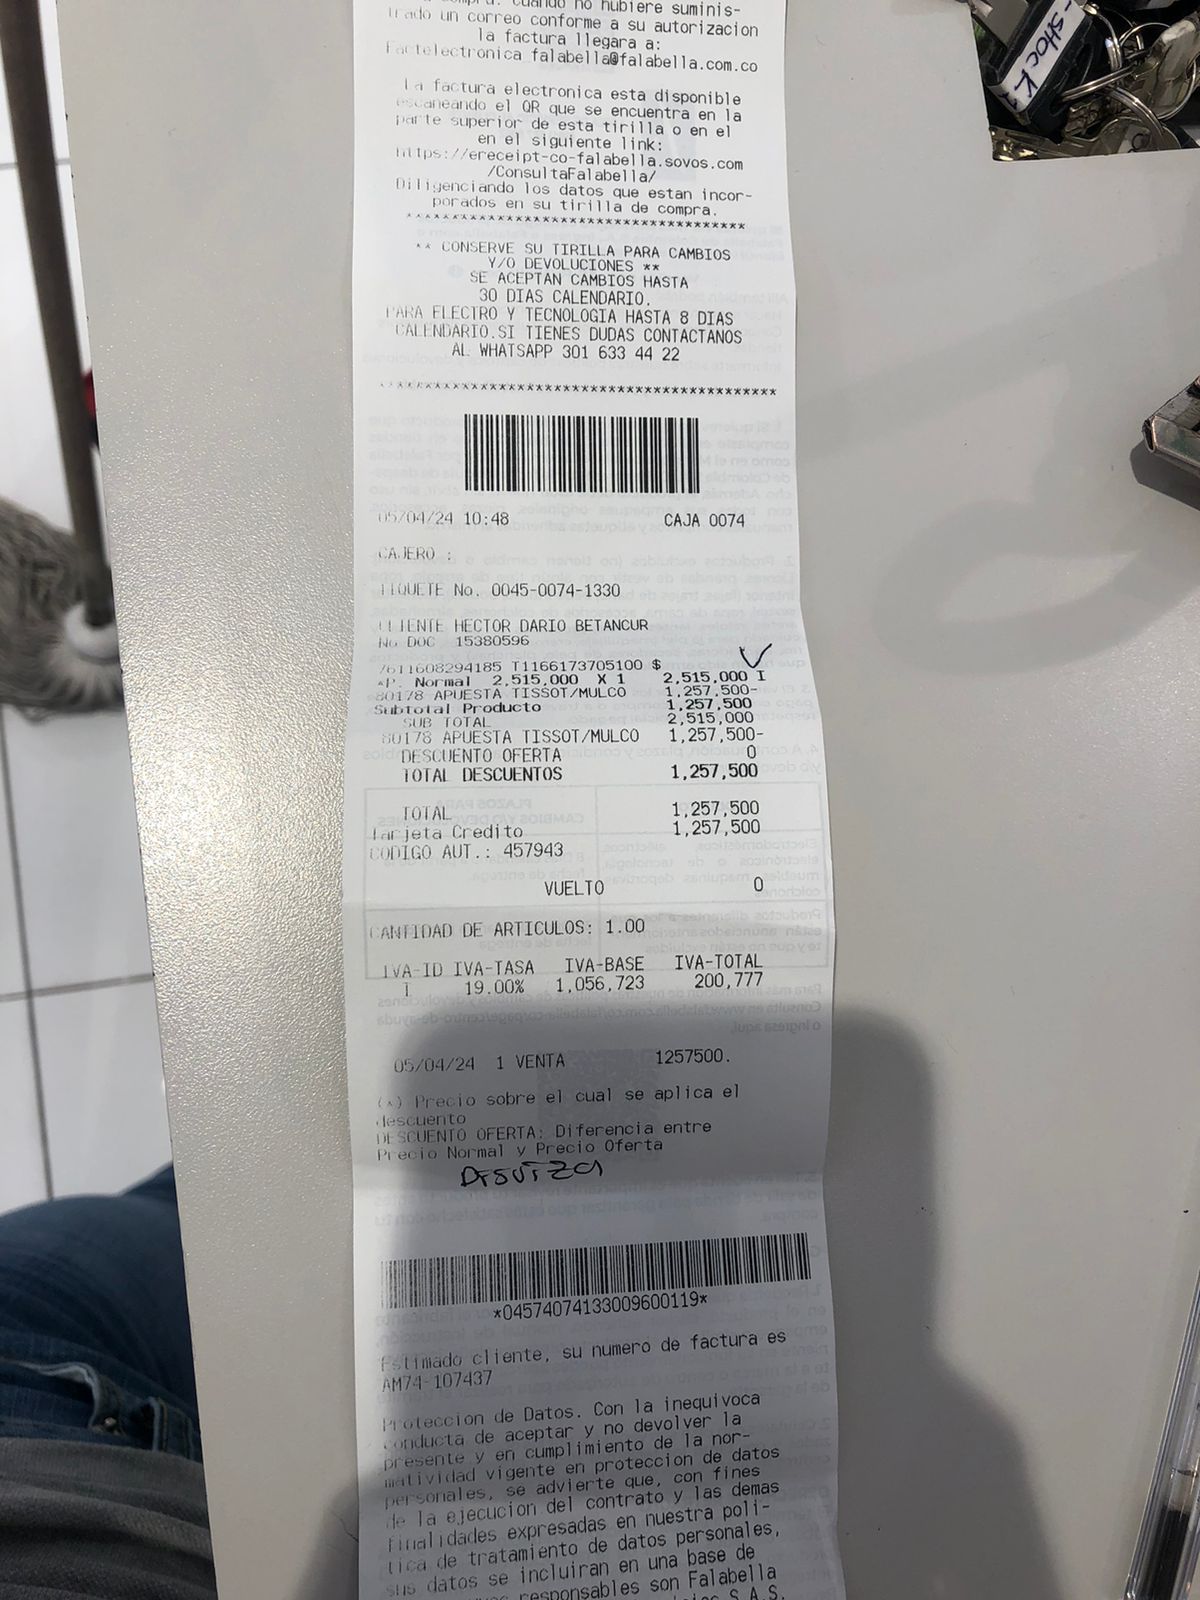 compra. Cuando no hubiere suminis-
trado un correo conforme a su autorizacion
la factura llegara a:
Factelectronica falabella@falabella.com.co
La factura electronica esta disponible
escaneando el QR que se encuentra en la
parte superior de esta tirilla o en el
en el siguiente link:
https://ereceipt-co-falabella.sovos.com
/ConsultaFalabella/
Diligenciando los datos que estan incor-
porados en su tirilla de compra.
** CONSERVE SU TIRILLA PARA CAMBIOS
Y/O DEVOLUCIONES **
SE ACEPTAN CAMBIOS HASTA
30 DIAS CALENDARIO.
PARA ELECTRO Y TECNOLOGIA HASTA 8 DIAS
CALENDARIO.SI TIENES DUDAS CONTACTANOS
AL WHATSAPP 301 633 44 22
05/04/24 10:48 CAJA 0074
CAJERO :
TIQUETE No. 0045-0074-1330
CLIENTE HECTOR DARIO BETANCUR
No DOC 15380596
7611608294185 T1166173705100 $
*P. Normal 2,515,000 X 1 2,515,000 I
80178 APUESTA TISSOT/MULCO 1,257,500-
Subtotal Producto 1,257,500
SUB TOTAL 2,515,000
80178 APUESTA TISSOT/MULCO 1,257,500-
DESCUENTO OFERTA 0
TOTAL DESCUENTOS 1,257,500
TOTAL 1,257,500
Tarjeta Credito 1,257,500
CODIGO AUT.: 457943
VUELTO 0
CANTIDAD DE ARTICULOS: 1.00
IVA-ID IVA-TASA IVA-BASE IVA-TOTAL
I 19.00% 1,056,723 200,777
05/04/24 1 VENTA 1257500.
(*) Precio sobre el cual se aplica el
descuento
DESCUENTO OFERTA: Diferencia entre
Precio Normal y Precio Oferta
*04574074133009600119*
Estimado cliente, su numero de factura es
AM74-107437
Proteccion de Datos. Con la inequivoca
conducta de aceptar y no devolver la
presente y en cumplimiento de la nor-
matividad vigente en proteccion de datos
personales, se advierte que, con fines
de la ejecucion del contrato y las demas
finalidades expresadas en nuestra poli-
tica de tratamiento de datos personales,
sus datos se incluiran en una base de
responsables son Falabella
S.A.S.
SHOCK